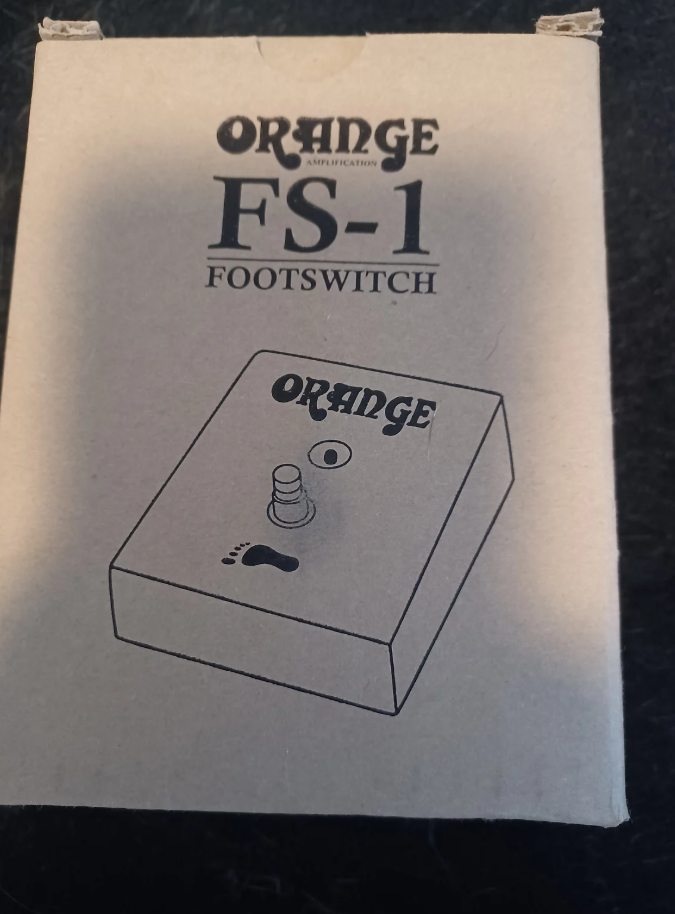 ORANGE
AMPLIFICATION
FS-1
FOOTSWITCH
ORANGE